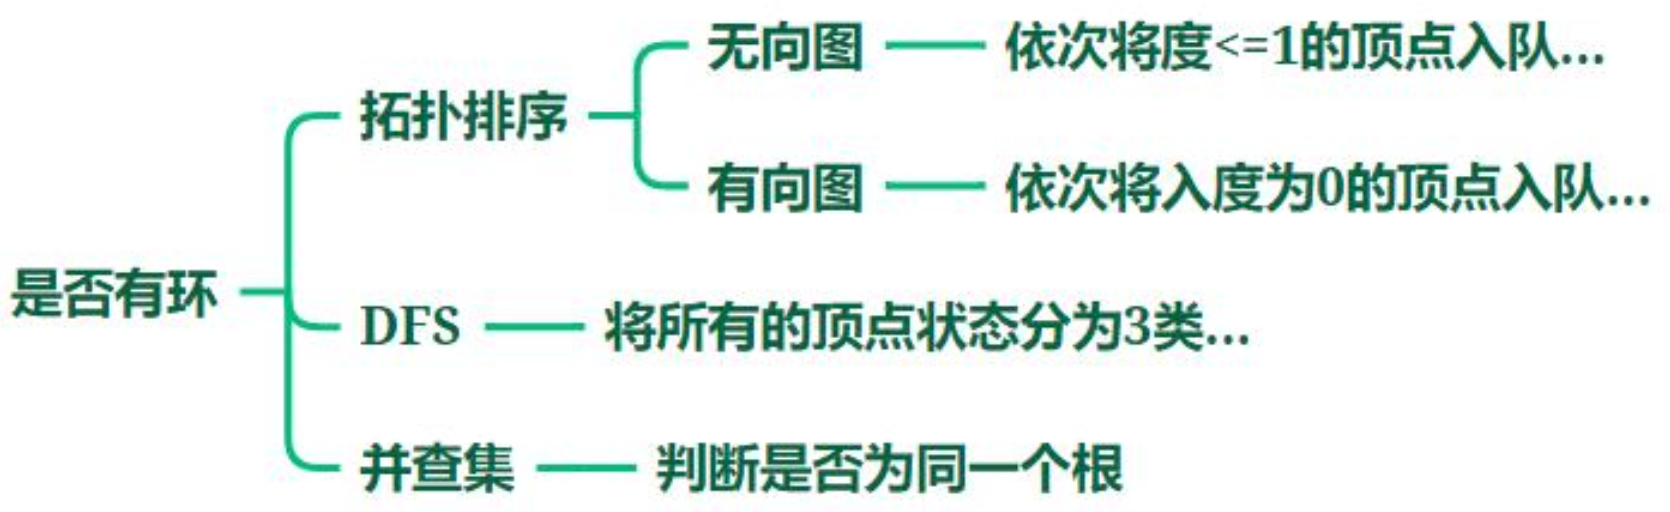 无向图
依次将度<=1的顶点入队...
拓扑排序
有向图
依次将入度为0的顶点入队...
是否有环
DFS
将所有的顶点状态分为3类...
并查集
判断是否为同一个根